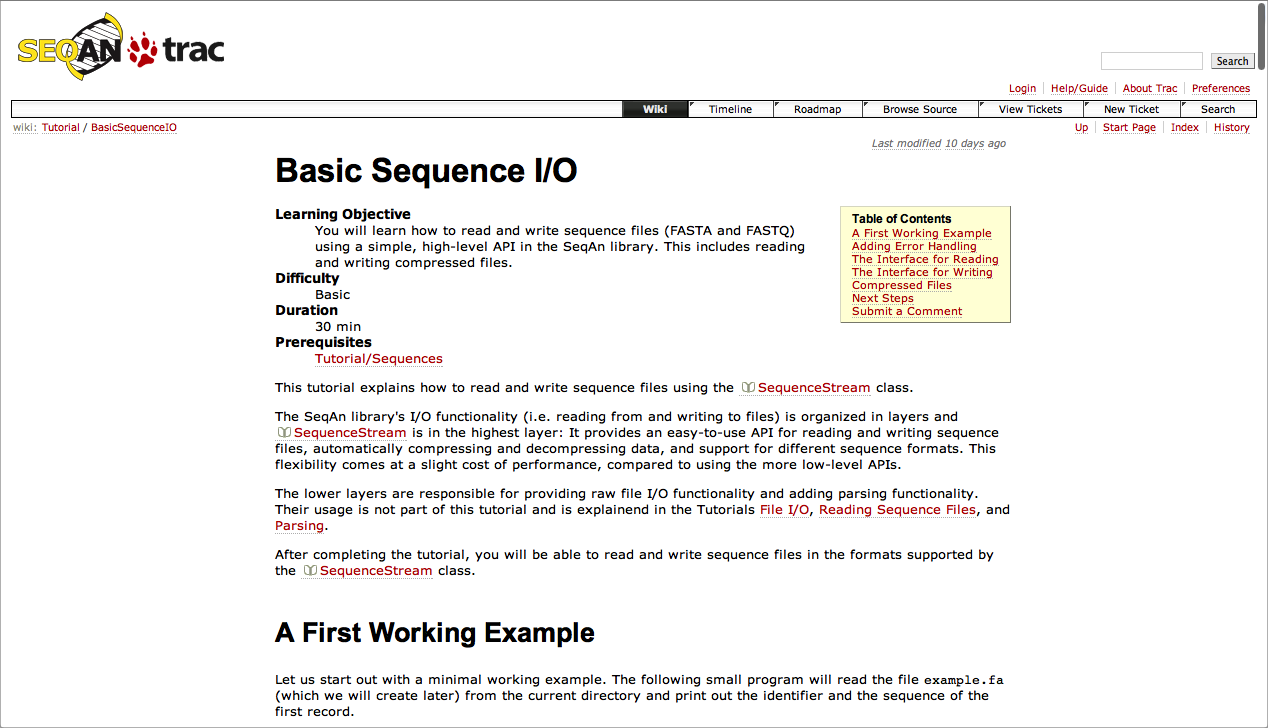 SEQAN trac
Search
Login Help/Guide About Trac Preferences
Wiki Timeline Roadmap Browse Source View Tickets New Ticket Search
wiki: Tutorial / BasicSequenceIO
Up Start Page Index History
Last modified 10 days ago
Basic Sequence I/O
Learning Objective
You will learn how to read and write sequence files (FASTA and FASTQ)
using a simple, high-level API in the SeqAn library. This includes reading
and writing compressed files.
Difficulty
Basic
Duration
30 min
Prerequisites
Tutorial/Sequences
Table of Contents
A First Working Example
Adding Error Handling
The Interface for Reading
The Interface for Writing
Compressed Files
Next Steps
Submit a Comment
This tutorial explains how to read and write sequence files using the SequenceStream class.
The SeqAn library's I/O functionality (i.e. reading from and writing to files) is organized in layers and
SequenceStream is in the highest layer: It provides an easy-to-use API for reading and writing sequence
files, automatically compressing and decompressing data, and support for different sequence formats. This
flexibility comes at a slight cost of performance, compared to using the more low-level APIs.
The lower layers are responsible for providing raw file I/O functionality and adding parsing functionality.
Their usage is not part of this tutorial and is explainend in the Tutorials File I/O, Reading Sequence Files, and
Parsing.
After completing the tutorial, you will be able to read and write sequence files in the formats supported by
the SequenceStream class.
A First Working Example
Let us start out with a minimal working example. The following small program will read the file example.fa
(which we will create later) from the current directory and print out the identifier and the sequence of the
first record.